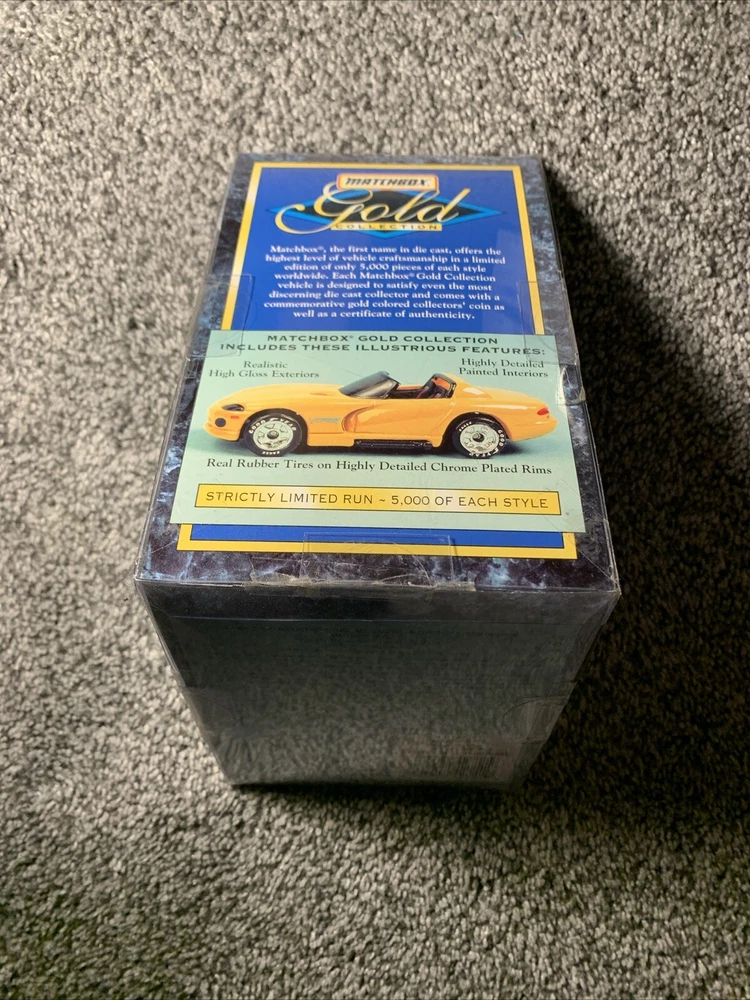 MATCHBOX
Gold
COLLECTION
Matchbox®, the first name in die cast, offers the
highest level of vehicle craftsmanship in a limited
edition of only 5,000 pieces of each style
worldwide. Each Matchbox® Gold Collection
vehicle is designed to satisfy even the most
discerning die cast collector and comes with a
commemorative gold colored collectors' coin as
well as a certificate of authenticity.
MATCHBOX® GOLD COLLECTION
INCLUDES THESE ILLUSTRIOUS FEATURES:
Realistic
High Gloss Exteriors
Highly Detailed
Painted Interiors
Real Rubber Tires on Highly Detailed Chrome Plated Rims
STRICTLY LIMITED RUN ~ 5,000 OF EACH STYLE